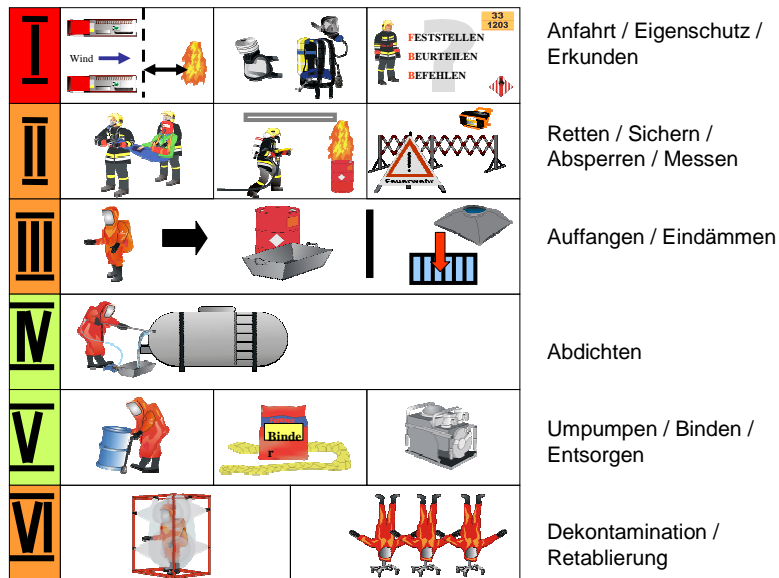 I
Wind
FESTSTELLEN
BEURTEILEN
BEFEHLEN
?
33
1203
Anfahrt / Eigenschutz /
Erkunden
II
!
Feuerwehr
Retten / Sichern /
Absperren / Messen
III
Auffangen / Eindämmen
IV
Abdichten
V
Binde
r
Umpumpen / Binden /
Entsorgen
VI
Dekontamination /
Retablierung